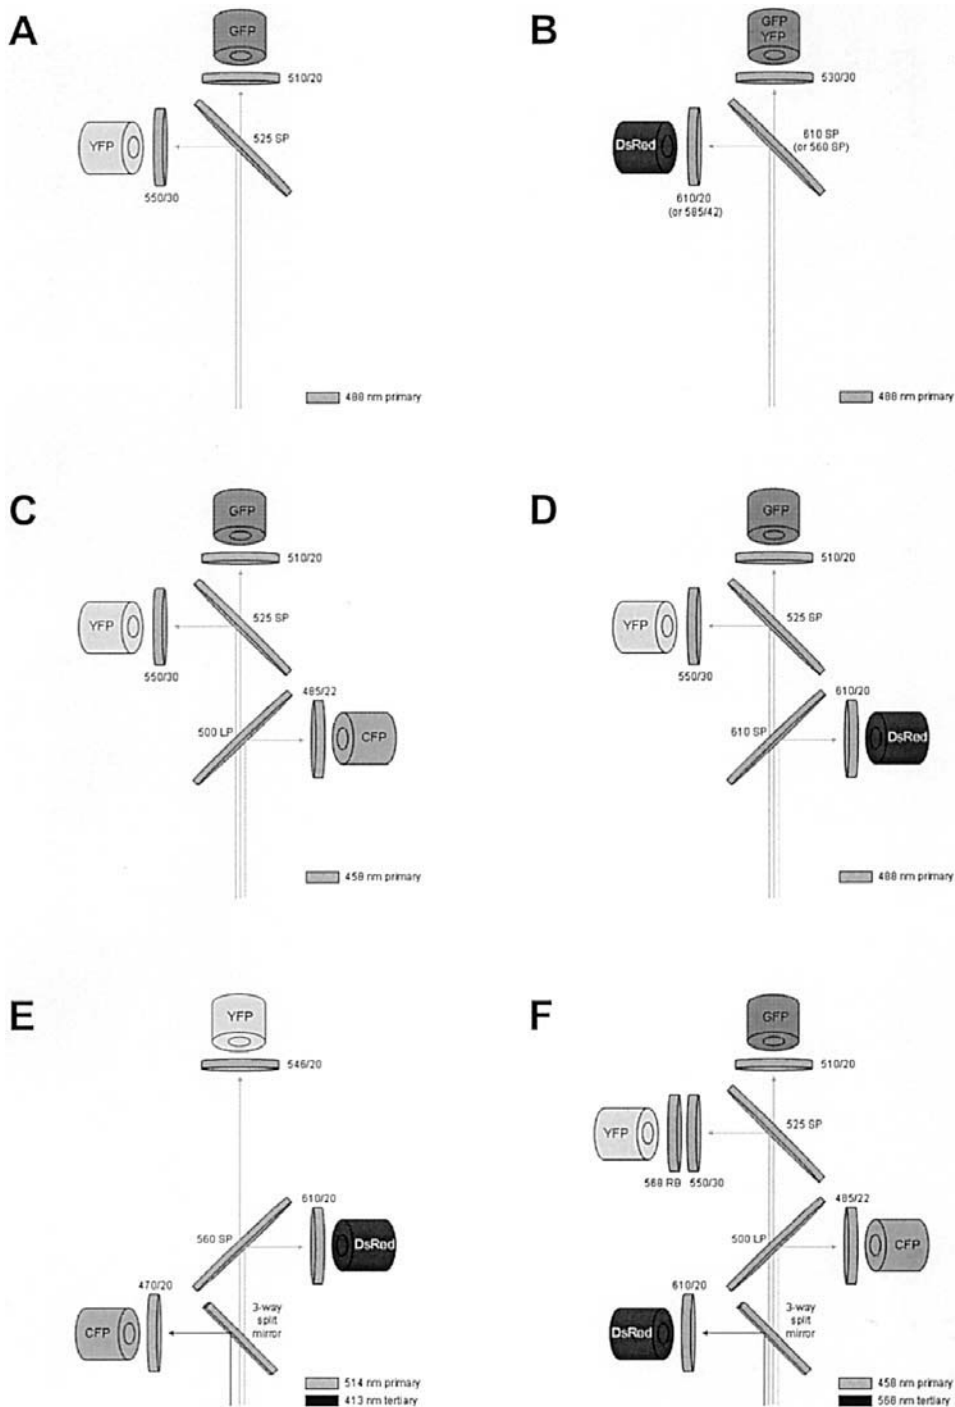 A
GFP
510/20
525 SP
YFP
550/30
488 nm primary
B
GFP
YFP
530/30
610 SP
(or 560 SP)
DsRed
610/20
(or 585/42)
488 nm primary
C
GFP
510/20
525 SP
YFP
550/30
485/22
500 LP
CFP
458 nm primary
D
GFP
510/20
525 SP
YFP
550/30
610/20
610 SP
DsRed
488 nm primary
E
YFP
546/20
610/20
560 SP
DsRed
470/20
CFP
3-way
split
mirror
514 nm primary
413 nm tertiary
F
GFP
510/20
525 SP
YFP
568 RB
550/30
485/22
500 LP
CFP
610/20
DsRed
3-way
split
mirror
458 nm primary
568 nm tertiary